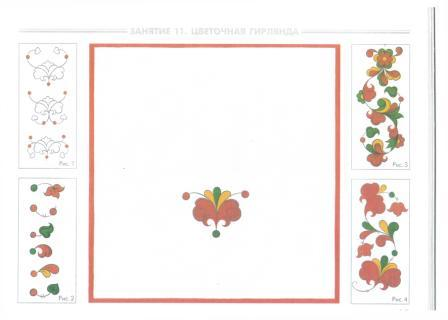 ЗАНЯТИЕ 11. ЦВЕТОЧНАЯ ГИРЛЯНДА
Рис. 1
Рис. 3
Рис. 2
Рис. 4